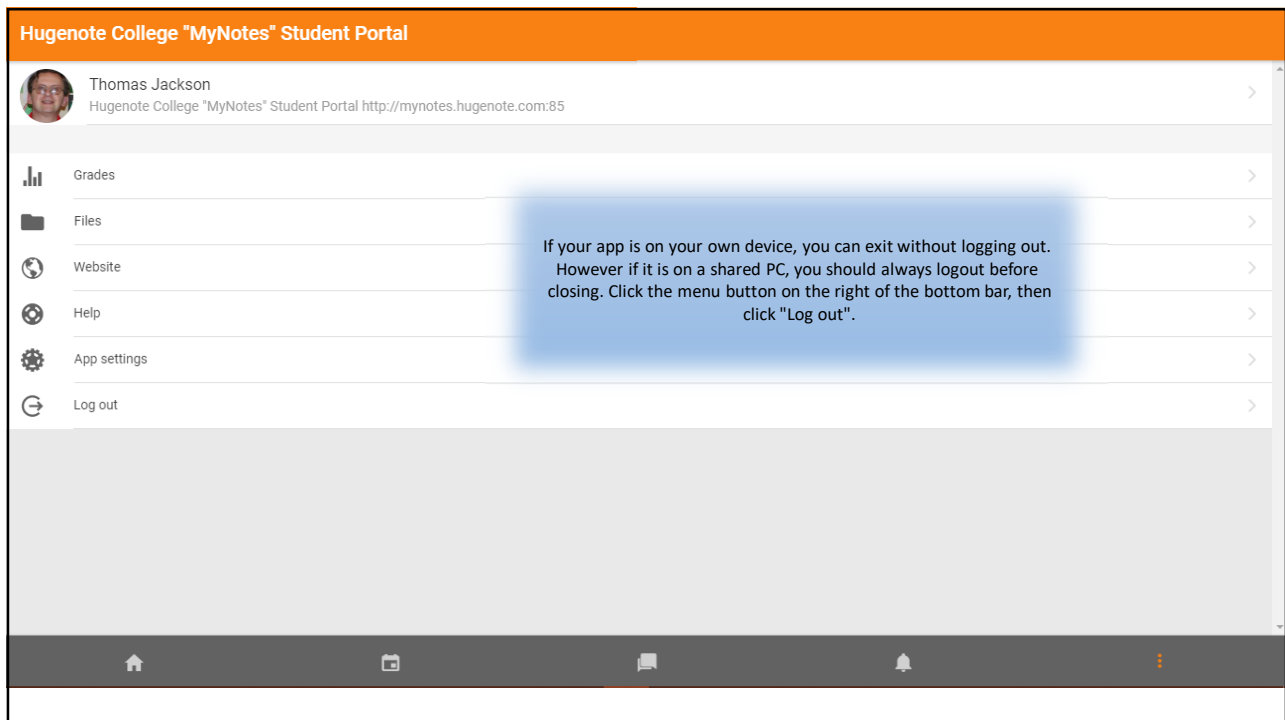 Hugenote College "MyNotes" Student Portal
Thomas Jackson
Hugenote College "MyNotes" Student Portal http://mynotes.hugenote.com:85
Grades
Files
Website
Help
App settings
Log out
If your app is on your own device, you can exit without logging out.
However if it is on a shared PC, you should always logout before
closing. Click the menu button on the right of the bottom bar, then
click "Log out".